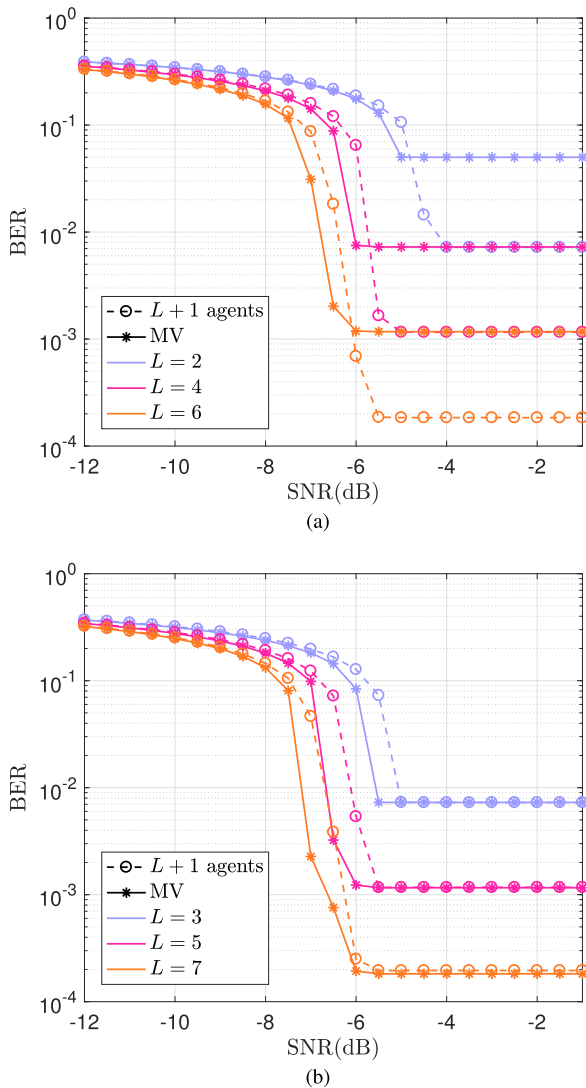 10^0
10^-1
BER
10^-2
10^-3
10^-4
L + 1 agents
MV
L = 2
L = 4
L = 6
-12 -10 -8 -6 -4 -2
SNR(dB)
(a)
10^0
10^-1
BER
10^-2
10^-3
10^-4
L + 1 agents
MV
L = 3
L = 5
L = 7
-12 -10 -8 -6 -4 -2
SNR(dB)
(b)